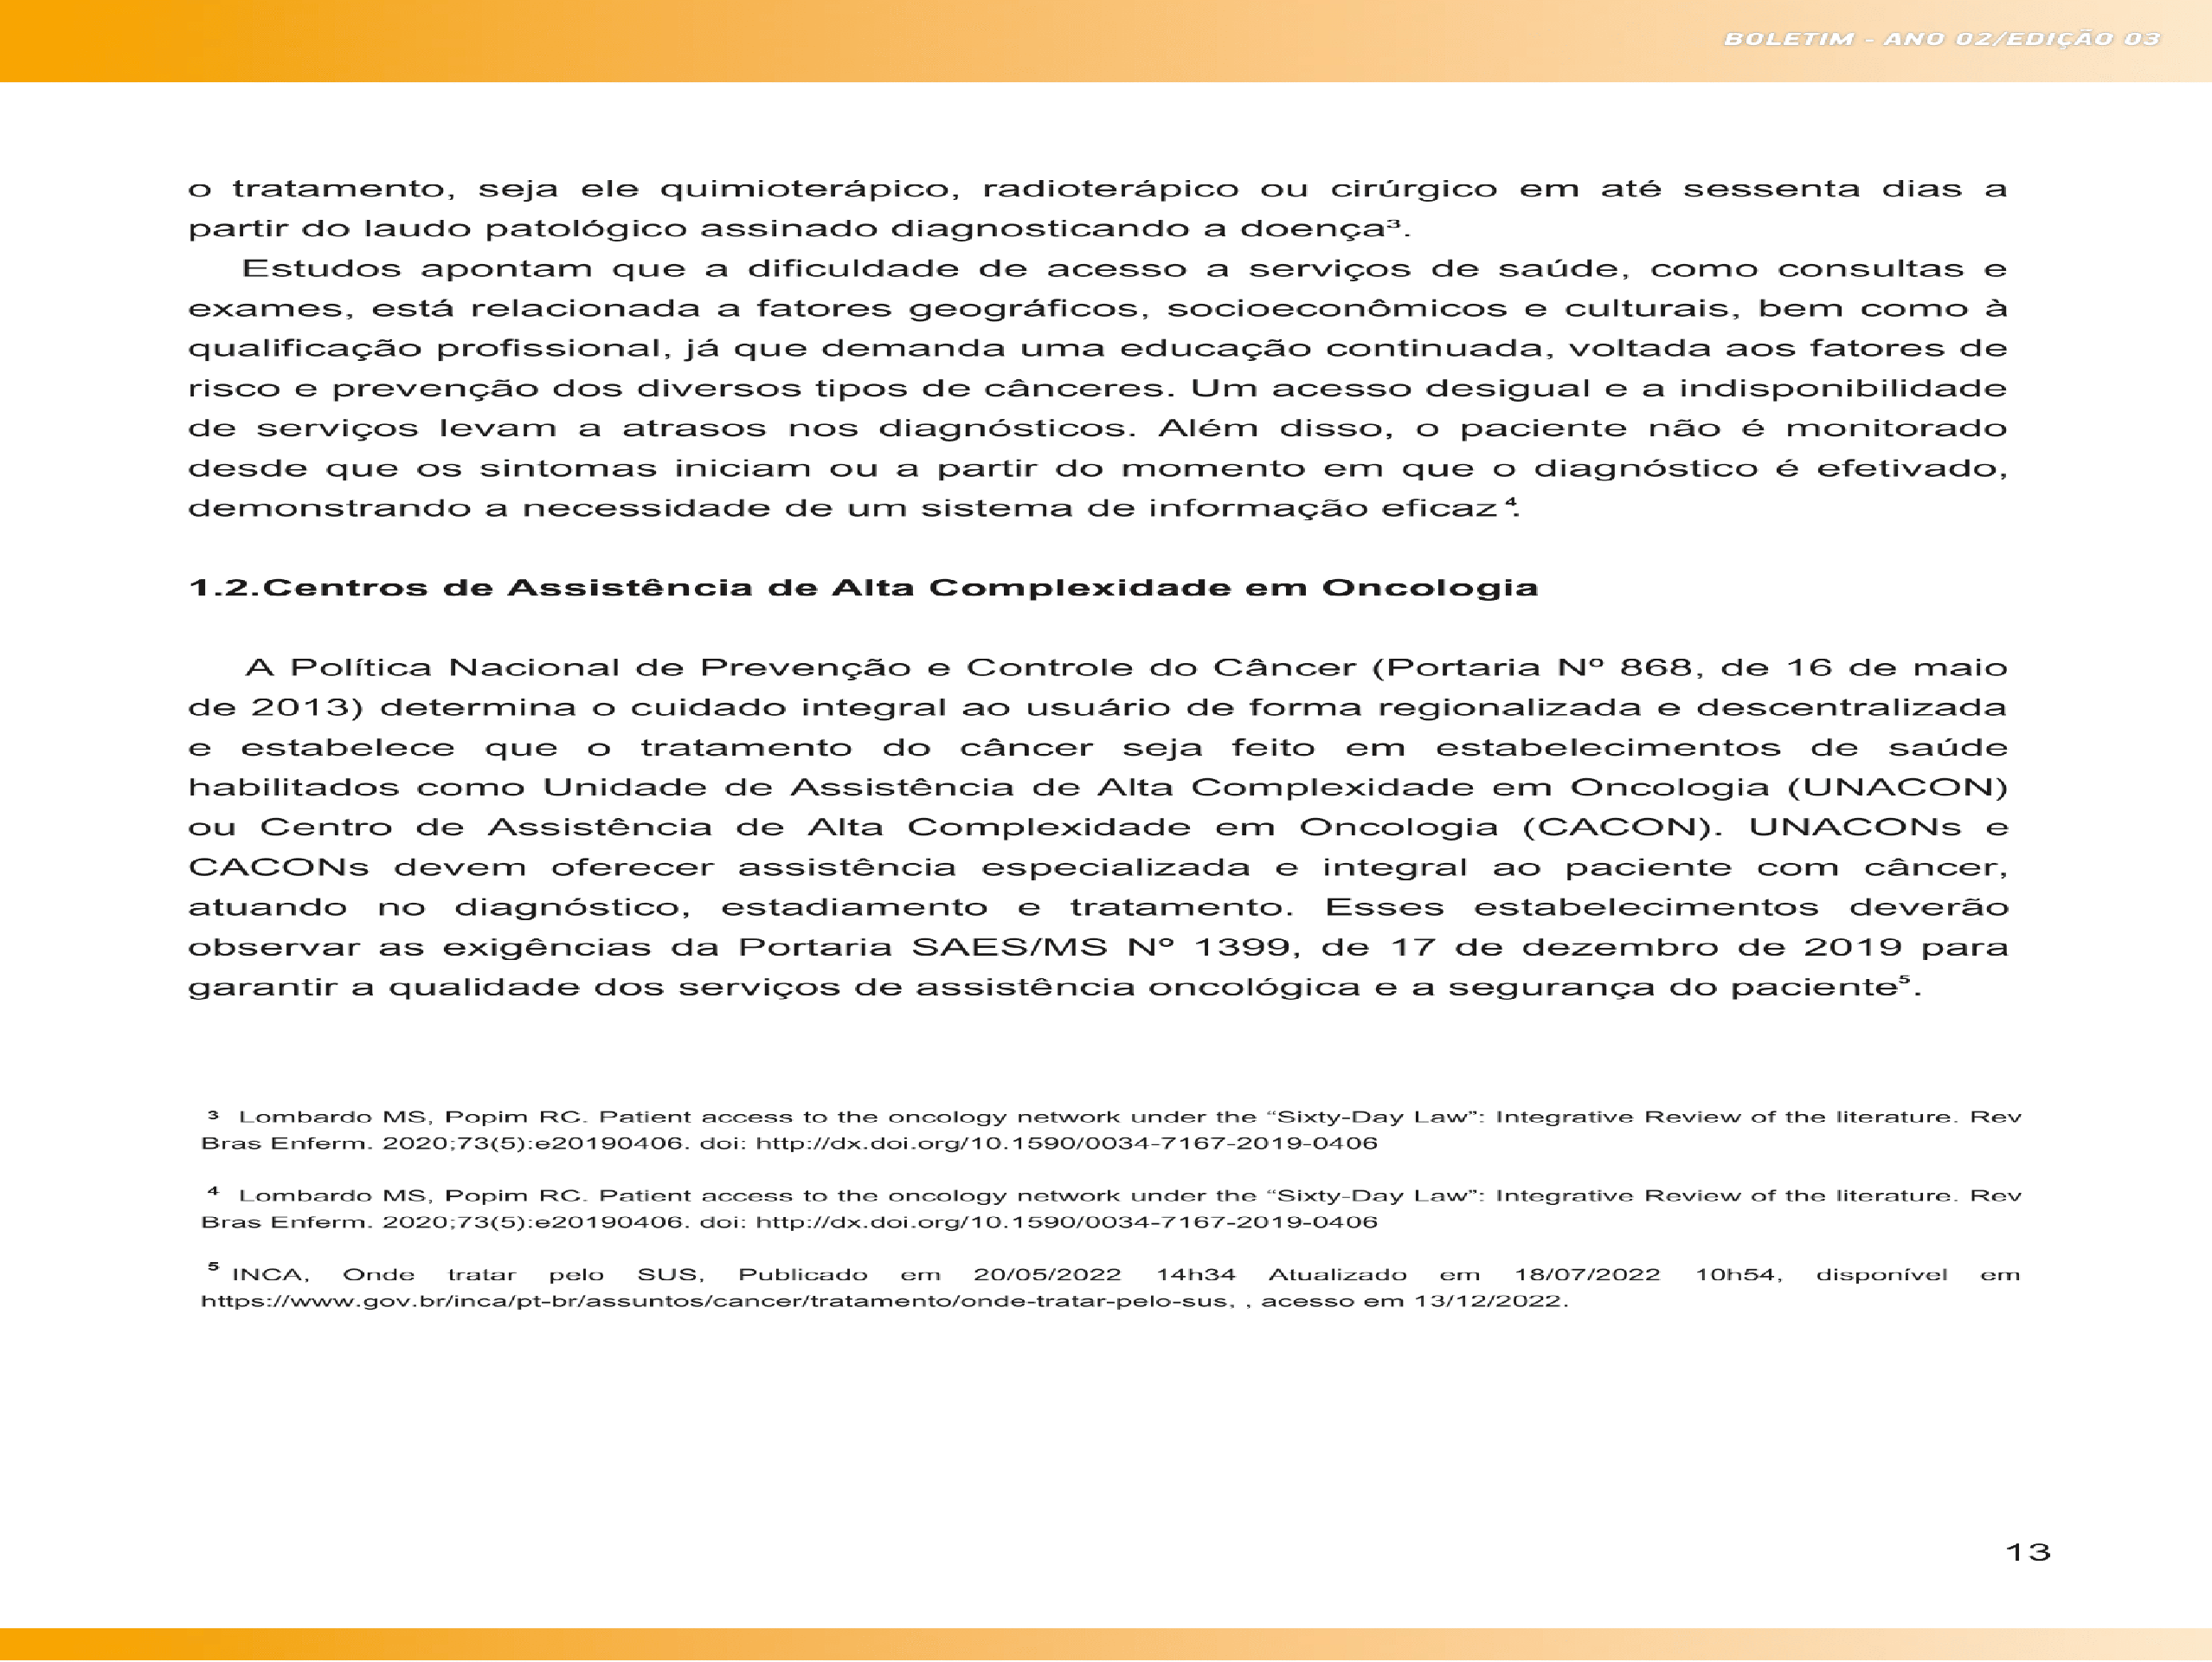 BOLETIM - ANO 02/EDIÇÃO 03
o tratamento, seja ele quimioterápico, radioterápico ou cirúrgico em até sessenta dias a
partir do laudo patológico assinado diagnosticando a doença³.
Estudos apontam que a dificuldade de acesso a serviços de saúde, como consultas e
exames, está relacionada a fatores geográficos, socioeconômicos e culturais, bem como à
qualificação profissional, já que demanda uma educação continuada, voltada aos fatores de
risco e prevenção dos diversos tipos de cânceres. Um acesso desigual e a indisponibilidade
de serviços levam a atrasos nos diagnósticos. Além disso, o paciente não é monitorado
desde que os sintomas iniciam ou a partir do momento em que o diagnóstico é efetivado,
demonstrando a necessidade de um sistema de informação eficaz ⁴.
1.2.Centros de Assistência de Alta Complexidade em Oncologia
A Política Nacional de Prevenção e Controle do Câncer (Portaria Nº 868, de 16 de maio
de 2013) determina o cuidado integral ao usuário de forma regionalizada e descentralizada
e estabelece que o tratamento do câncer seja feito em estabelecimentos de saúde
habilitados como Unidade de Assistência de Alta Complexidade em Oncologia (UNACON)
ou Centro de Assistência de Alta Complexidade em Oncologia (CACON). UNACONs e
CACONs devem oferecer assistência especializada e integral ao paciente com câncer,
atuando no diagnóstico, estadiamento e tratamento. Esses estabelecimentos deverão
observar as exigências da Portaria SAES/MS Nº 1399, de 17 de dezembro de 2019 para
garantir a qualidade dos serviços de assistência oncológica e a segurança do paciente⁵.
³ Lombardo MS, Popim RC. Patient access to the oncology network under the “Sixty-Day Law”: Integrative Review of the literature. Rev
Bras Enferm. 2020;73(5):e20190406. doi: http://dx.doi.org/10.1590/0034-7167-2019-0406
⁴ Lombardo MS, Popim RC. Patient access to the oncology network under the “Sixty-Day Law”: Integrative Review of the literature. Rev
Bras Enferm. 2020;73(5):e20190406. doi: http://dx.doi.org/10.1590/0034-7167-2019-0406
⁵ INCA, Onde tratar pelo SUS, Publicado em 20/05/2022 14h34 Atualizado em 18/07/2022 10h54, disponível em
https://www.gov.br/inca/pt-br/assuntos/cancer/tratamento/onde-tratar-pelo-sus, , acesso em 13/12/2022.
13